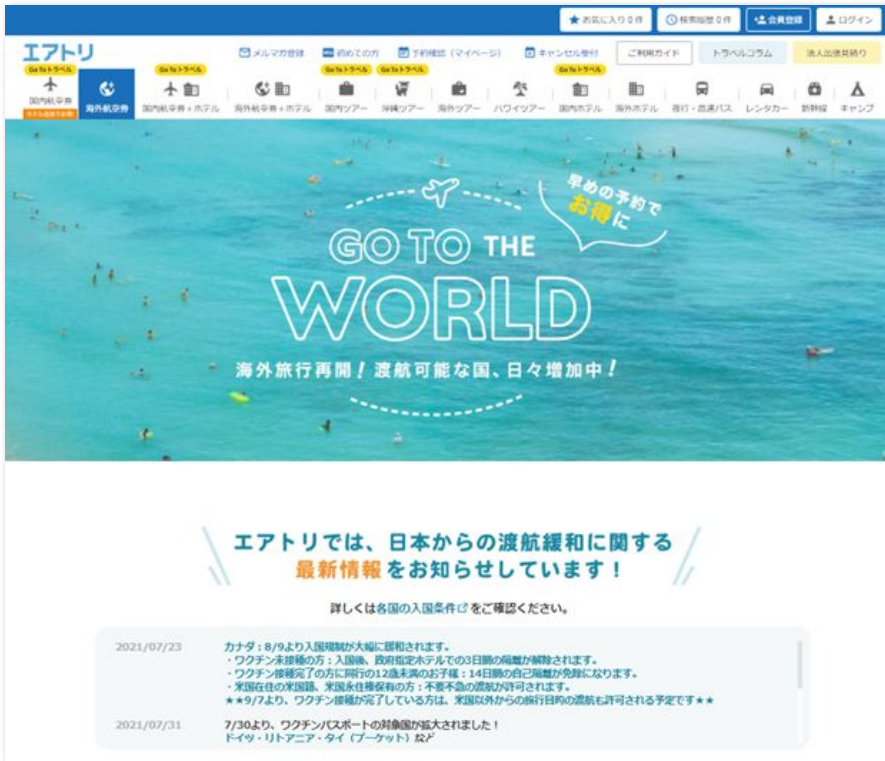 ★ お気に入り 0 件
検索履歴 0 件
会員登録
ログイン
エアトリ
メルマガ登録
初めての方
予約確認（マイページ）
キャンセル受付
ご利用ガイド
トラベルコラム
法人出張見積り
Go To トラベル
Go To トラベル
Go To トラベル
Go To トラベル
Go To トラベル
国内航空券
海外航空券
国内航空券+ホテル
海外航空券+ホテル
国内ツアー
沖縄ツアー
海外ツアー
ハワイツアー
国内ホテル
海外ホテル
夜行・高速バス
レンタカー
新幹線
キャンプ
早めの予約で
お得に
GO TO THE
WORLD
海外旅行再開！渡航可能な国、日々増加中！
エアトリでは、日本からの渡航緩和に関する
最新情報をお知らせしています！
詳しくは各国の入国条件をご確認ください。
2021/07/23
カナダ：8/9より入国規制が大幅に緩和されます。
・ワクチン未接種の方：入国後、政府指定ホテルでの3日間の隔離が解除されます。
・ワクチン接種完了の方に同行の12歳未満のお子様：14日間の自己隔離が免除になります。
・米国在住の米国籍、米国永住権保有の方：不要不急の渡航が許可されます。
★★9/7より、ワクチン接種が完了している方は、米国以外からの旅行目的の渡航も許可される予定です★★
2021/07/31
7/30より、ワクチンパスポートの対象国が拡大されました！
ドイツ・リトアニア・タイ（プーケット）など